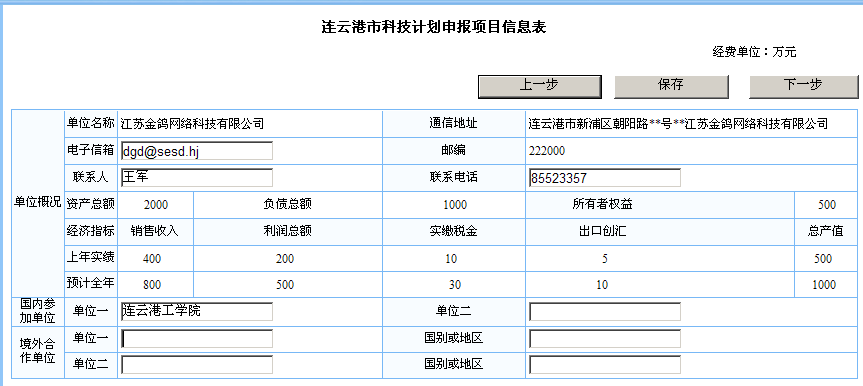 连云港市科技计划申报项目信息表
经费单位：万元
上一步 保存 下一步
单位概况
单位名称 江苏金鸽网络科技有限公司 通信地址 连云港市新浦区朝阳路**号**江苏金鸽网络科技有限公司
电子信箱 dgd@sesd.hj 邮编 222000
联系人 王军 联系电话 85523357
资产总额 2000 负债总额 1000 所有者权益 500
经济指标 销售收入 利润总额 实缴税金 出口创汇 总产值
上年实绩 400 200 10 5 500
预计全年 800 500 30 10 1000
国内参
加单位
单位一 连云港工学院 单位二
境外合
作单位
单位一 国别或地区
单位二 国别或地区